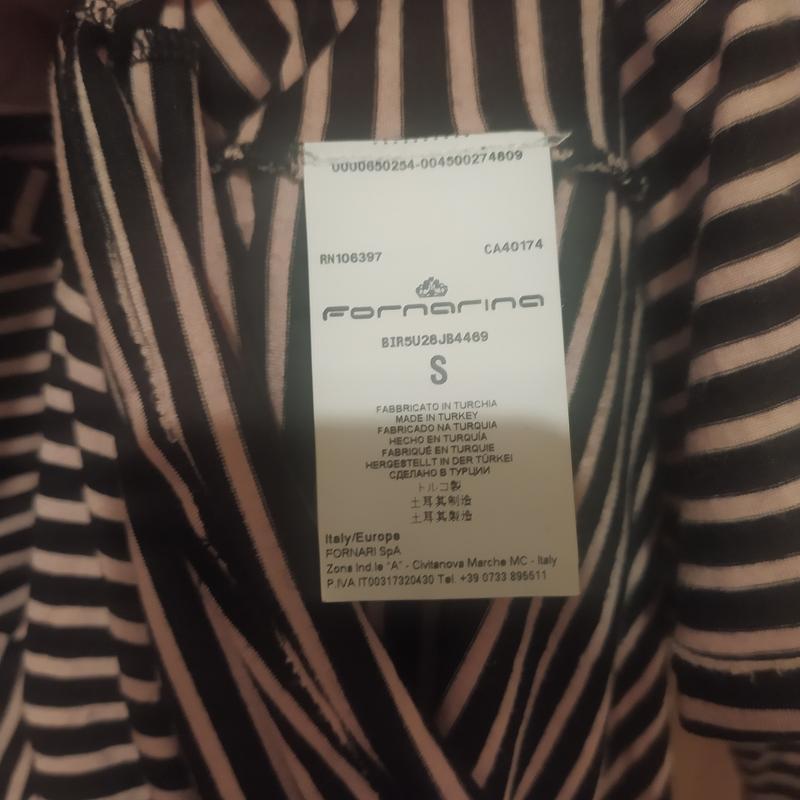 0000650254-004500274809
RN106397 CA40174
Fornarina
BIR5U28JB4469
S
FABBRICATO IN TURCHIA
MADE IN TURKEY
FABRICADO NA TURQUIA
HECHO EN TURQUÍA
FABRIQUÉ EN TURQUIE
HERGESTELLT IN DER TÜRKEI
СДЕЛАНО В ТУРЦИИ
トルコ製
土耳其制造
土耳其製造
Italy/Europe
FORNARI SpA
Zona Ind.le "A" - Civitanova Marche MC - Italy
P.IVA IT00317320430 Tel. +39 0733 895511